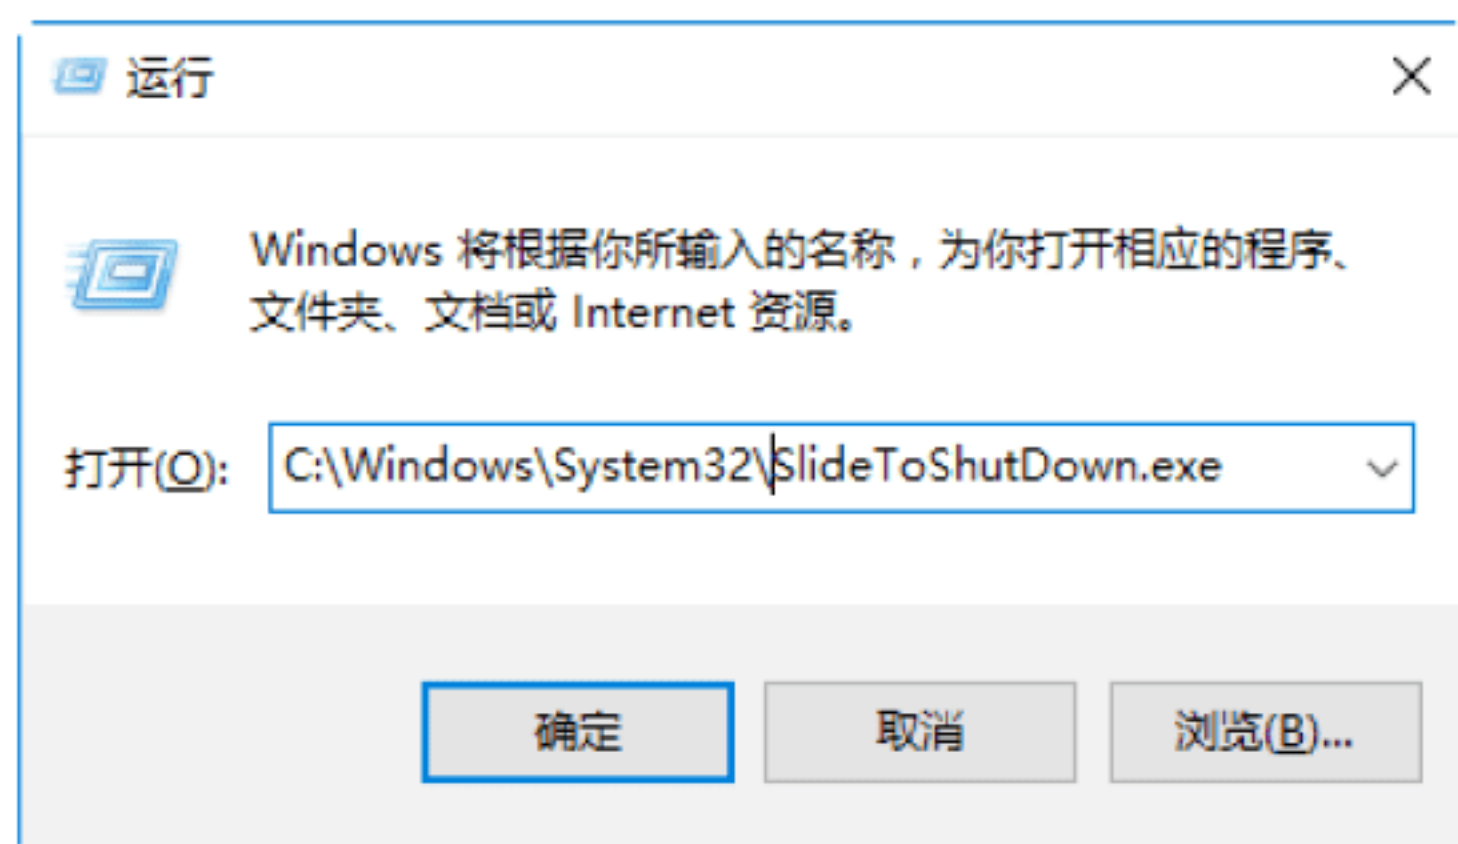 运行
Windows 将根据你所输入的名称，为你打开相应的程序、
文件夹、文档或 Internet 资源。
打开(O): C:\Windows\System32\SlideToShutDown.exe
确定 取消 浏览(B)...